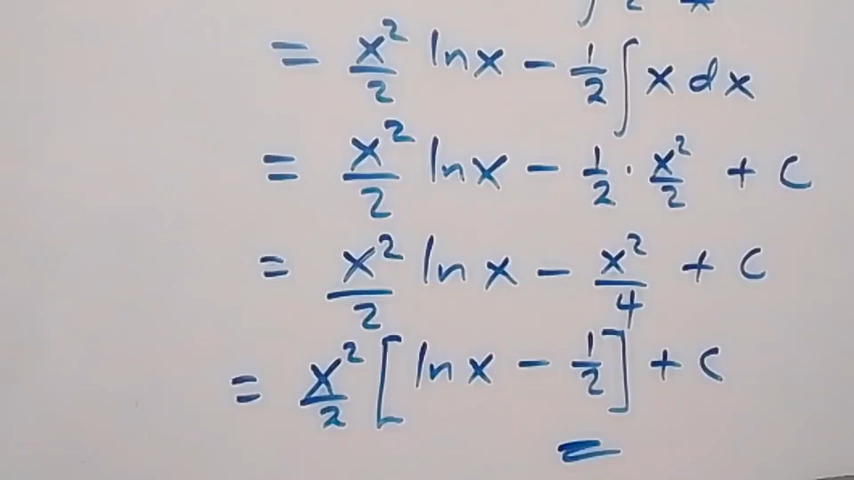 ∫ 2 x
= x²/2 ln x - 1/2 ∫ x dx
= x²/2 ln x - 1/2 · x²/2 + C
= x²/2 ln x - x²/4 + C
= x²/2 [ ln x - 1/2 ] + C